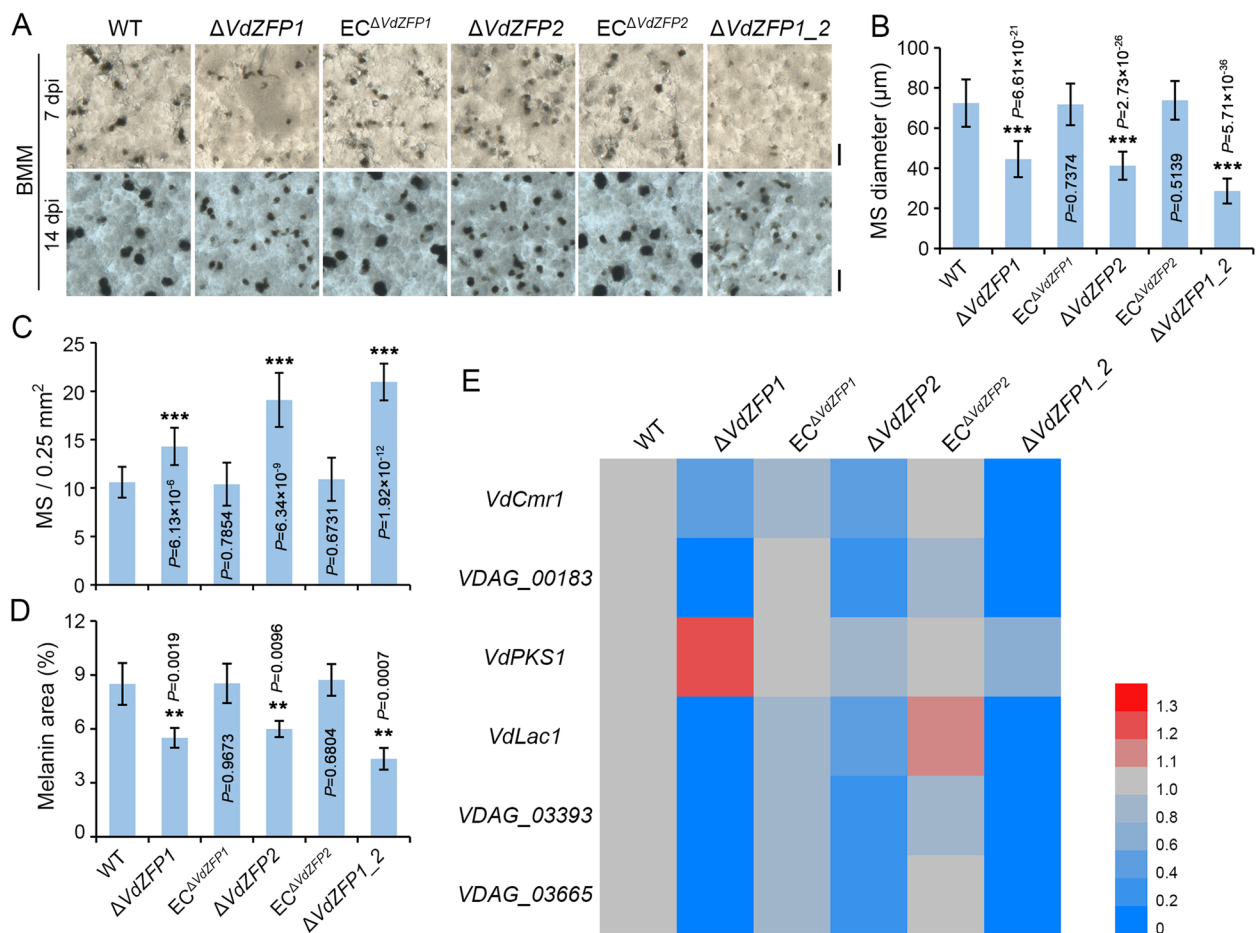 A
WT
ΔVdZFP1
EC^ΔVdZFP1
ΔVdZFP2
EC^ΔVdZFP2
ΔVdZFP1_2
BMM
7 dpi
14 dpi
B
MS diameter (μm)
100
80
60
40
20
0
***
P=6.61×10^-21
P=0.7374
***
P=2.73×10^-26
P=0.5139
***
P=5.71×10^-36
WT
ΔVdZFP1
EC^ΔVdZFP1
ΔVdZFP2
EC^ΔVdZFP2
ΔVdZFP1_2
C
MS / 0.25 mm²
25
20
15
10
5
0
***
P=6.13×10^-6
P=0.7854
***
P=6.34×10^-9
P=0.6731
***
P=1.92×10^-12
D
Melanin area (%)
12
9
6
3
0
**
P=0.0019
P=0.9673
**
P=0.0096
P=0.6804
**
P=0.0007
WT
ΔVdZFP1
EC^ΔVdZFP1
ΔVdZFP2
EC^ΔVdZFP2
ΔVdZFP1_2
E
WT
ΔVdZFP1
EC^ΔVdZFP1
ΔVdZFP2
EC^ΔVdZFP2
ΔVdZFP1_2
VdCmr1
VDAG_00183
VdPKS1
VdLac1
VDAG_03393
VDAG_03665
1.3
1.2
1.1
1.0
0.8
0.6
0.4
0.2
0